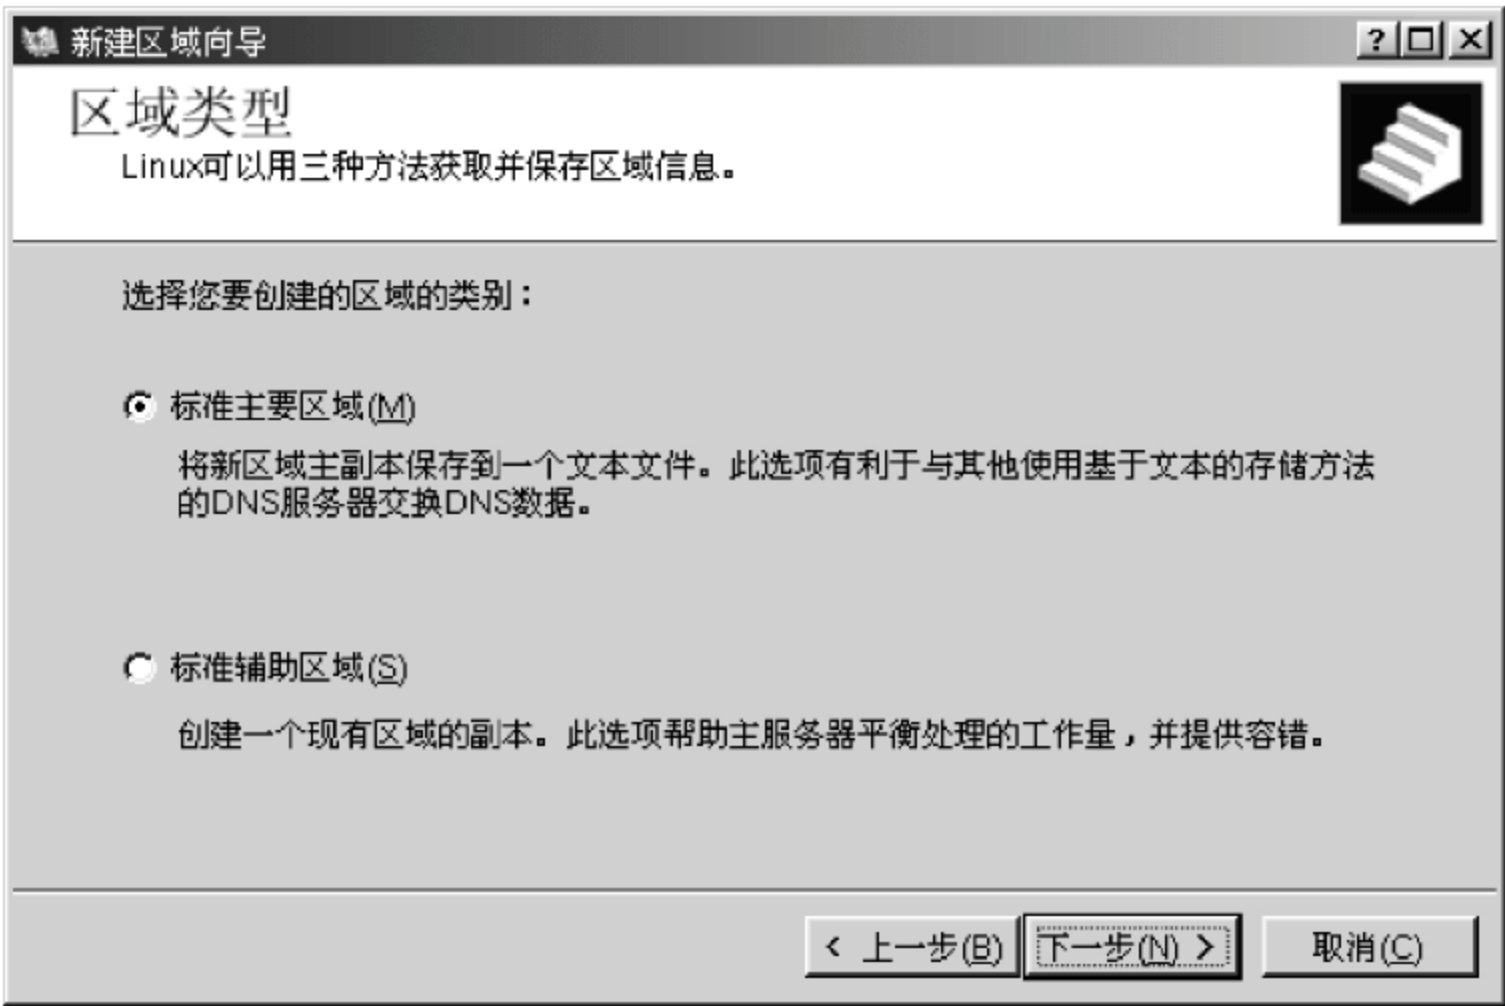 新建区域向导
区域类型
Linux可以用三种方法获取并保存区域信息。
选择您要创建的区域的类别：
标准主要区域(M)
将新区域主副本保存到一个文本文件。此选项有利于与其他使用基于文本的存储方法
的DNS服务器交换DNS数据。
标准辅助区域(S)
创建一个现有区域的副本。此选项帮助主服务器平衡处理的工作量，并提供容错。
< 上一步(B) 下一步(N) > 取消(C)